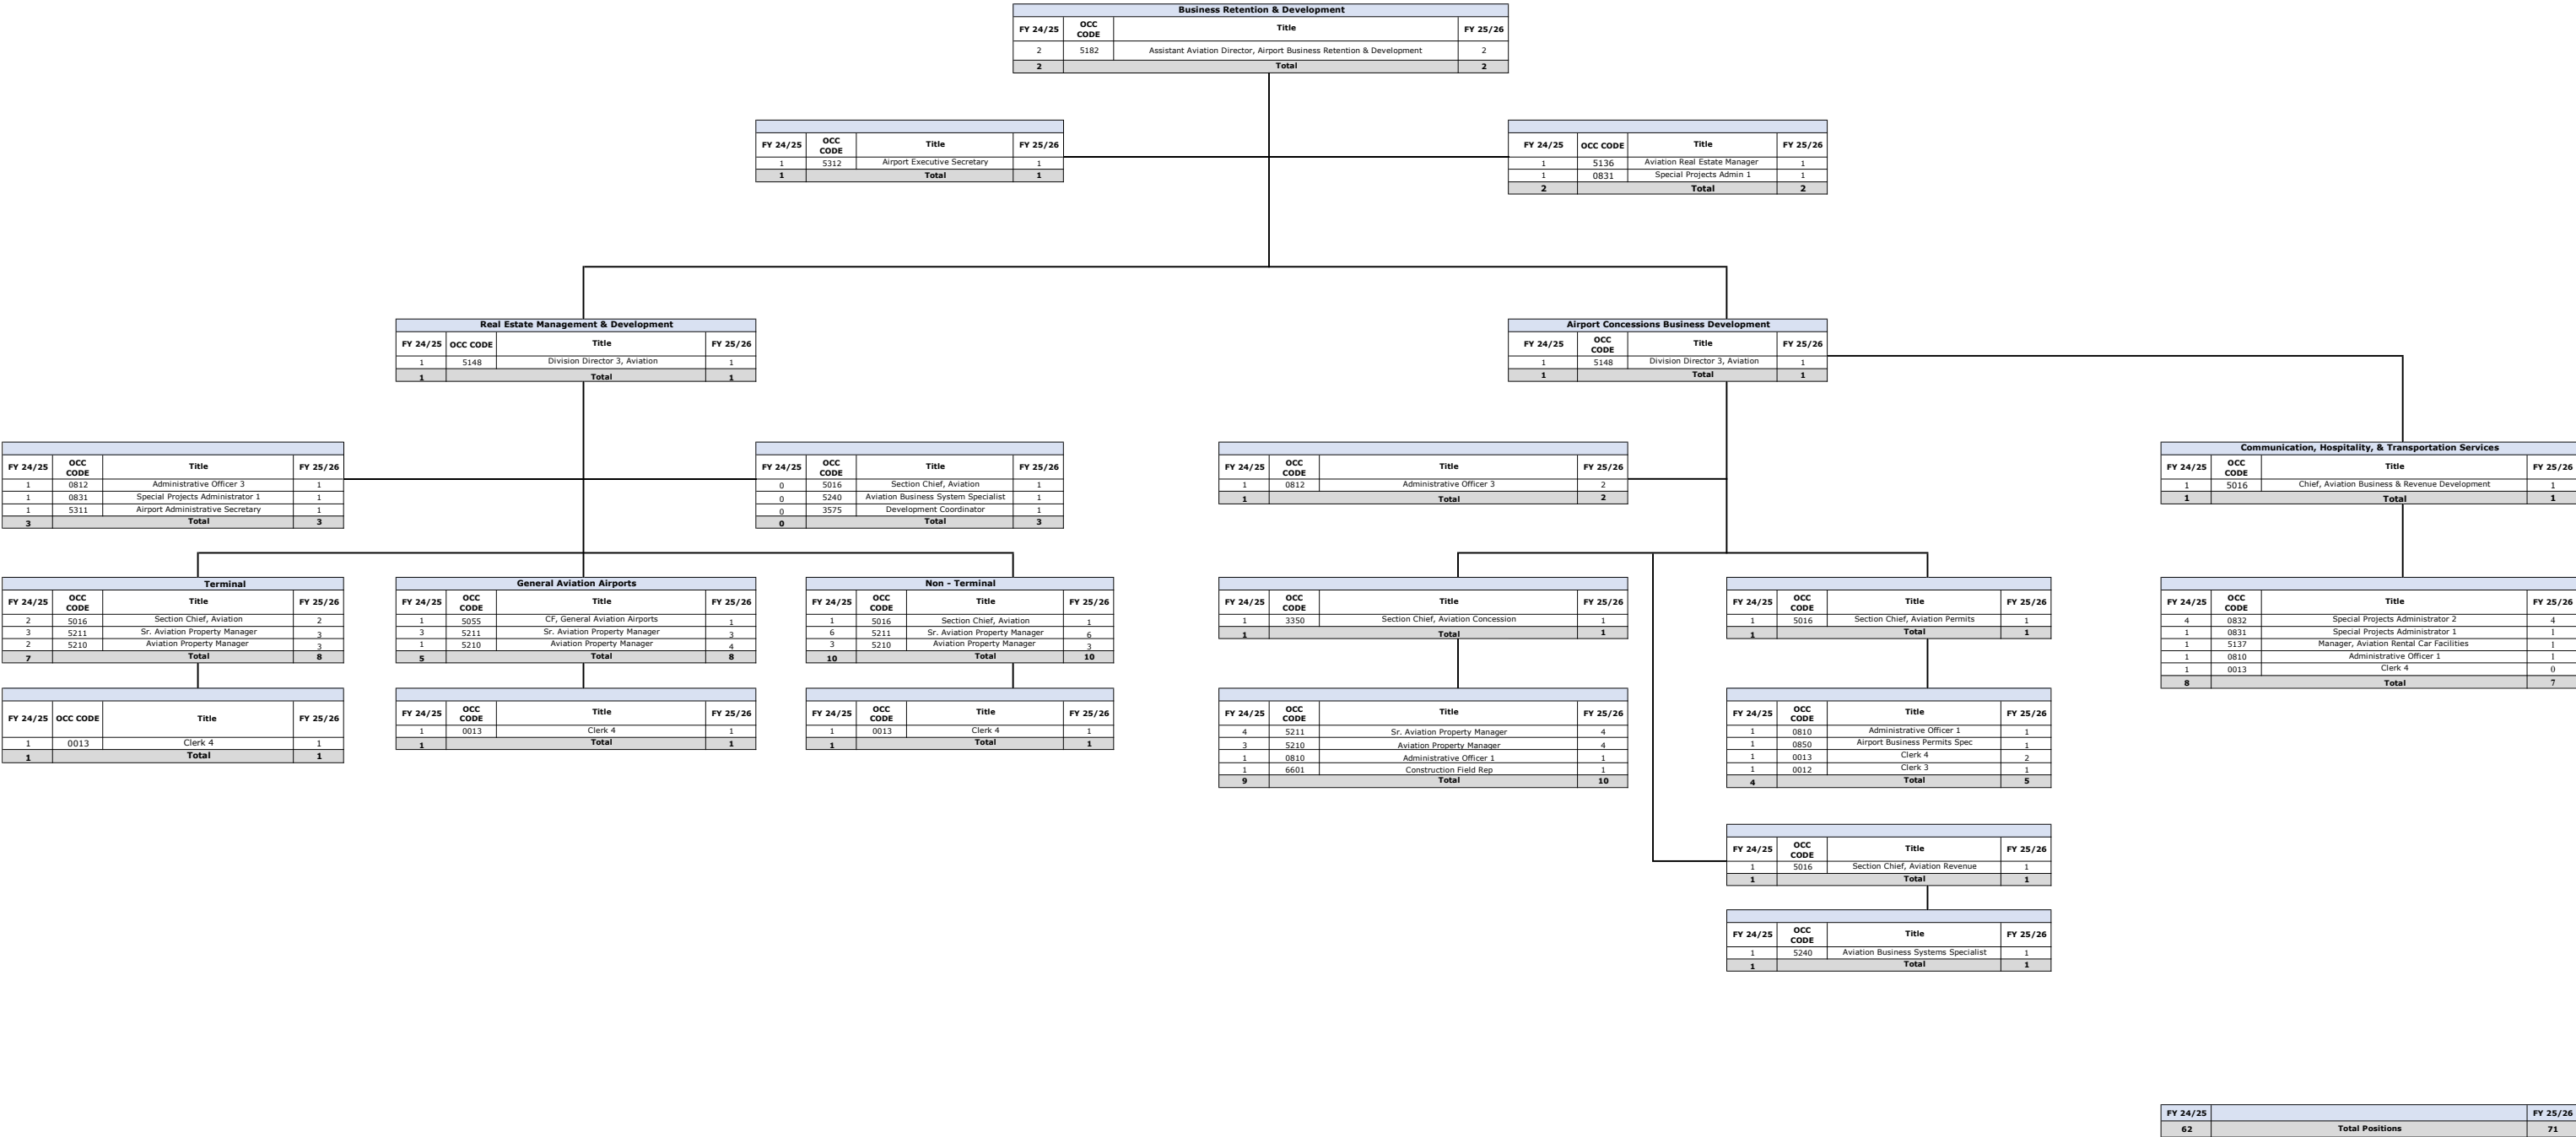 Business Retention & Development
FY 24/25 OCC CODE Title FY 25/26
2 5182 Assistant Aviation Director, Airport Business Retention & Development 2
2 Total 2
FY 24/25 OCC CODE Title FY 25/26
1 5312 Airport Executive Secretary 1
1 Total 1
FY 24/25 OCC CODE Title FY 25/26
1 5136 Aviation Real Estate Manager 1
1 0831 Special Projects Admin 1 1
2 Total 2
Real Estate Management & Development
FY 24/25 OCC CODE Title FY 25/26
1 5148 Division Director 3, Aviation 1
1 Total 1
Airport Concessions Business Development
FY 24/25 OCC CODE Title FY 25/26
1 5148 Division Director 3, Aviation 1
1 Total 1
FY 24/25 OCC CODE Title FY 25/26
1 0812 Administrative Officer 3 1
1 0831 Special Projects Administrator 1 1
1 5311 Airport Administrative Secretary 1
3 Total 3
FY 24/25 OCC CODE Title FY 25/26
0 5016 Section Chief, Aviation 1
0 5240 Aviation Business System Specialist 1
0 3575 Development Coordinator 1
0 Total 3
FY 24/25 OCC CODE Title FY 25/26
1 0812 Administrative Officer 3 2
1 Total 2
Communication, Hospitality, & Transportation Services
FY 24/25 OCC CODE Title FY 25/26
1 5016 Chief, Aviation Business & Revenue Development 1
1 Total 1
Terminal
FY 24/25 OCC CODE Title FY 25/26
2 5016 Section Chief, Aviation 2
3 5211 Sr. Aviation Property Manager 3
2 5210 Aviation Property Manager 3
7 Total 8
General Aviation Airports
FY 24/25 OCC CODE Title FY 25/26
1 5055 CF, General Aviation Airports 1
3 5211 Sr. Aviation Property Manager 3
1 5210 Aviation Property Manager 4
5 Total 8
Non - Terminal
FY 24/25 OCC CODE Title FY 25/26
1 5016 Section Chief, Aviation 1
6 5211 Sr. Aviation Property Manager 6
3 5210 Aviation Property Manager 3
10 Total 10
FY 24/25 OCC CODE Title FY 25/26
1 3350 Section Chief, Aviation Concession 1
1 Total 1
FY 24/25 OCC CODE Title FY 25/26
1 5016 Section Chief, Aviation Permits 1
1 Total 1
FY 24/25 OCC CODE Title FY 25/26
4 0832 Special Projects Administrator 2 4
1 0831 Special Projects Administrator 1 1
1 5137 Manager, Aviation Rental Car Facilities 1
1 0810 Administrative Officer 1 1
1 0013 Clerk 4 0
8 Total 7
FY 24/25 OCC CODE Title FY 25/26
1 0013 Clerk 4 1
1 Total 1
FY 24/25 OCC CODE Title FY 25/26
1 0013 Clerk 4 1
1 Total 1
FY 24/25 OCC CODE Title FY 25/26
1 0013 Clerk 4 1
1 Total 1
FY 24/25 OCC CODE Title FY 25/26
4 5211 Sr. Aviation Property Manager 4
3 5210 Aviation Property Manager 4
1 0810 Administrative Officer 1 1
1 6601 Construction Field Rep 1
9 Total 10
FY 24/25 OCC CODE Title FY 25/26
1 0810 Administrative Officer 1 1
1 0850 Airport Business Permits Spec 1
1 0013 Clerk 4 2
1 0012 Clerk 3 1
4 Total 5
FY 24/25 OCC CODE Title FY 25/26
1 5016 Section Chief, Aviation Revenue 1
1 Total 1
FY 24/25 OCC CODE Title FY 25/26
1 5240 Aviation Business Systems Specialist 1
1 Total 1
FY 24/25 FY 25/26
62 Total Positions 71